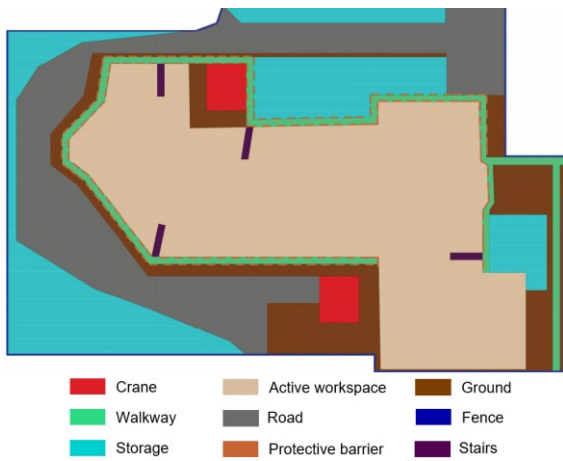 Crane Active workspace Ground
Walkway Road Fence
Storage Protective barrier Stairs